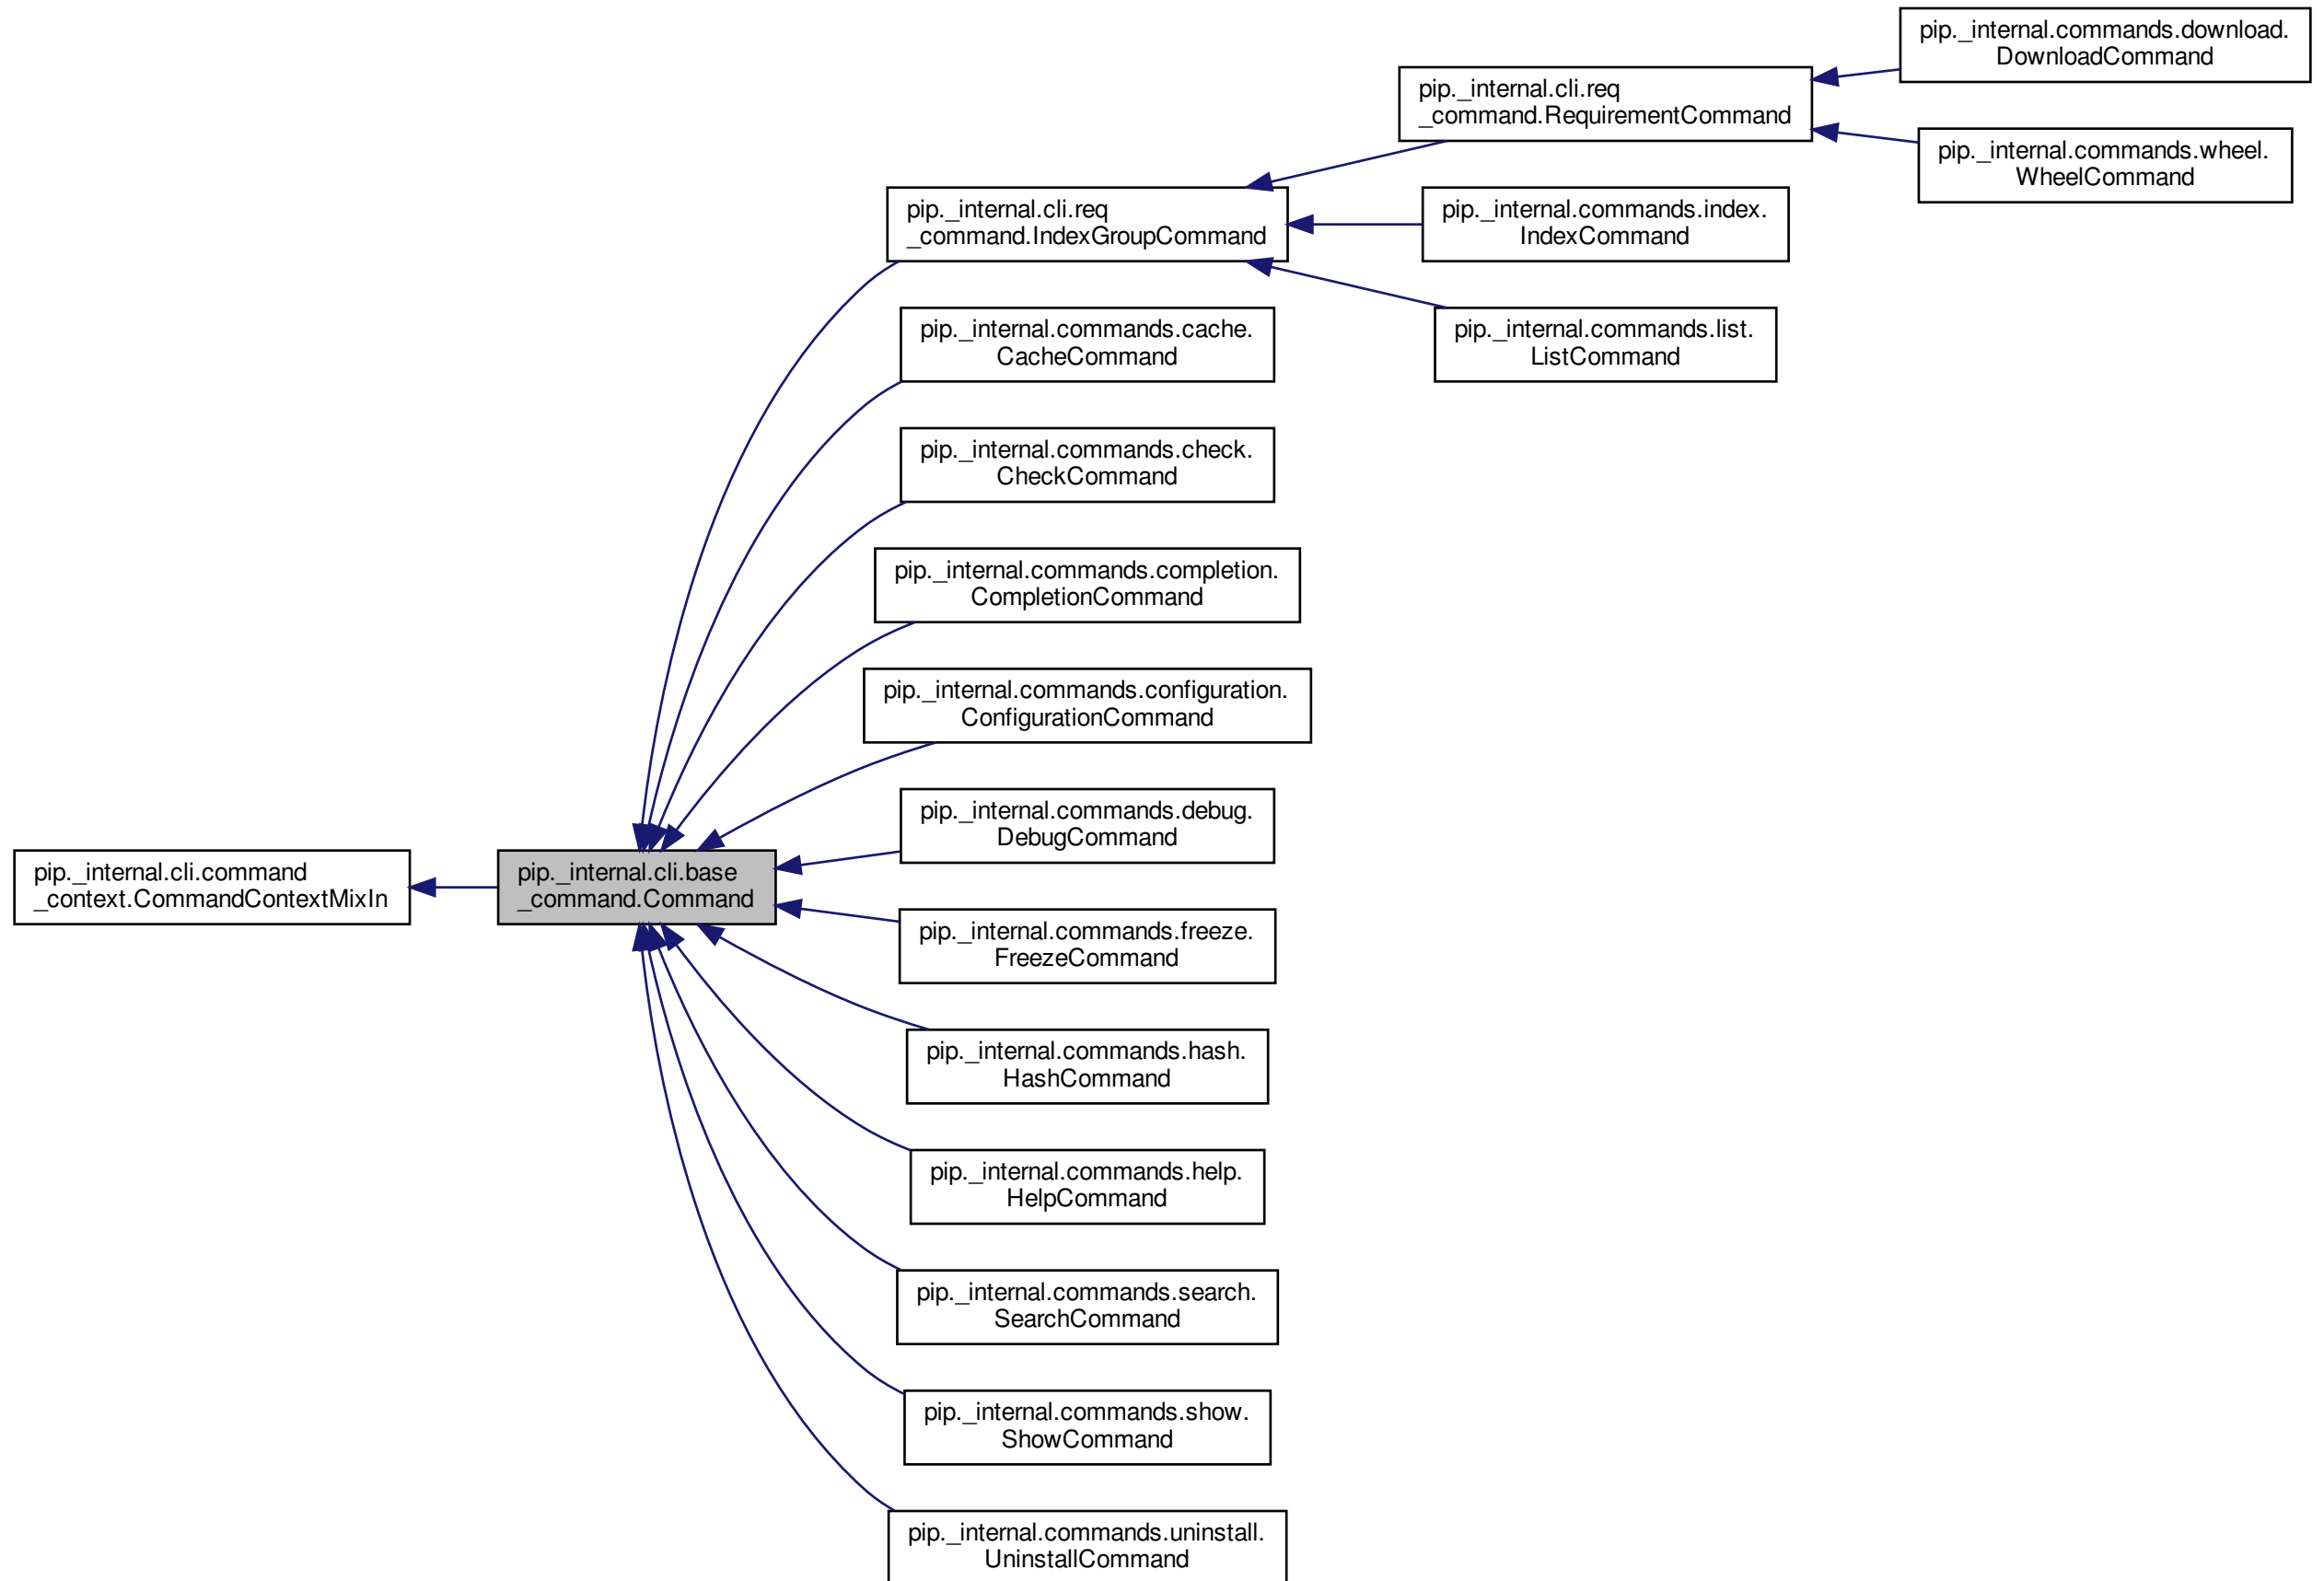 pip._internal.commands.download.
DownloadCommand
pip._internal.cli.req
_command.RequirementCommand
pip._internal.commands.wheel.
WheelCommand
pip._internal.cli.req
_command.IndexGroupCommand
pip._internal.commands.index.
IndexCommand
pip._internal.commands.list.
ListCommand
pip._internal.commands.cache.
CacheCommand
pip._internal.commands.check.
CheckCommand
pip._internal.commands.completion.
CompletionCommand
pip._internal.commands.configuration.
ConfigurationCommand
pip._internal.commands.debug.
DebugCommand
pip._internal.cli.command
_context.CommandContextMixIn
pip._internal.cli.base
_command.Command
pip._internal.commands.freeze.
FreezeCommand
pip._internal.commands.hash.
HashCommand
pip._internal.commands.help.
HelpCommand
pip._internal.commands.search.
SearchCommand
pip._internal.commands.show.
ShowCommand
pip._internal.commands.uninstall.
UninstallCommand